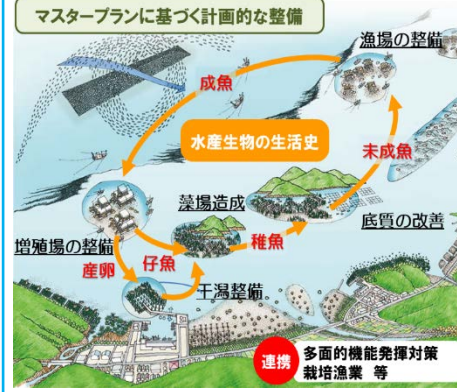 マスタープランに基づく計画的な整備
漁場の整備
成魚
水産生物の生活史
未成魚
藻場造成
底質の改善
稚魚
増殖場の整備
仔魚
産卵
干潟整備
連携
多面的機能発揮対策
栽培漁業 等